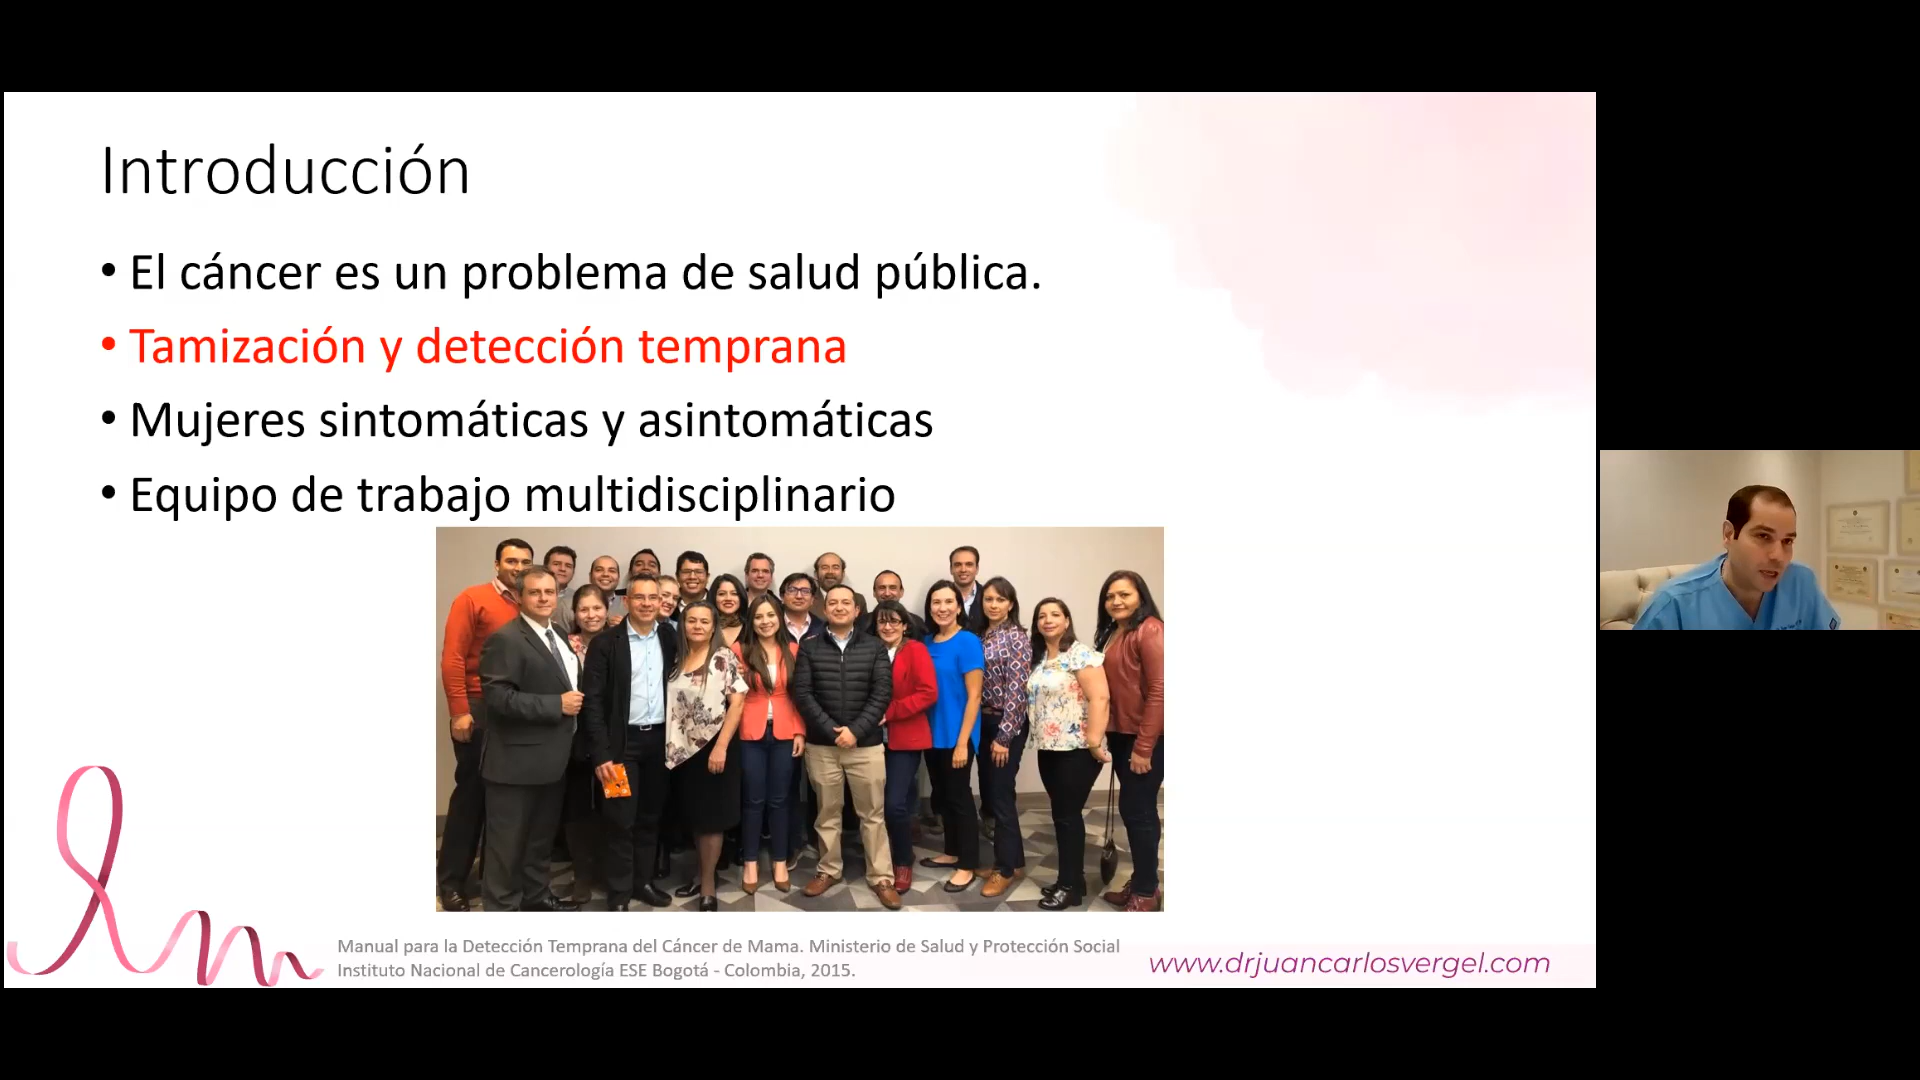 Introducción
• El cáncer es un problema de salud pública.
• Tamización y detección temprana
• Mujeres sintomáticas y asintomáticas
• Equipo de trabajo multidisciplinario
Manual para la Detección Temprana del Cáncer de Mama. Ministerio de Salud y Protección Social
Instituto Nacional de Cancerología ESE Bogotá - Colombia, 2015.
www.drjuancarlosvergel.com